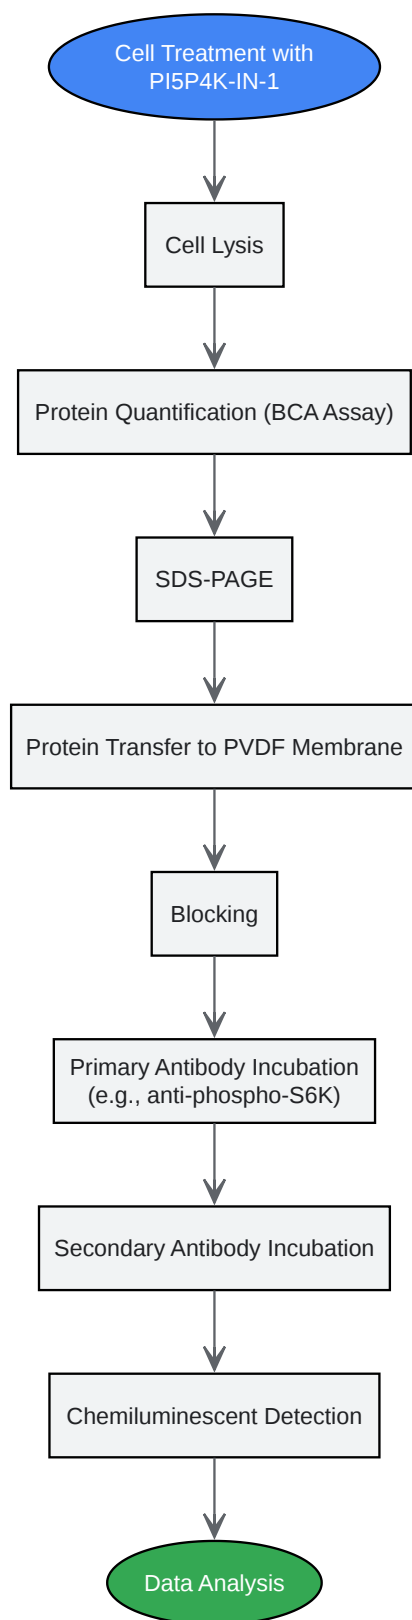 Cell Treatment with
PI5P4K-IN-1
Cell Lysis
Protein Quantification (BCA Assay)
SDS-PAGE
Protein Transfer to PVDF Membrane
Blocking
Primary Antibody Incubation
(e.g., anti-phospho-S6K)
Secondary Antibody Incubation
Chemiluminescent Detection
Data Analysis